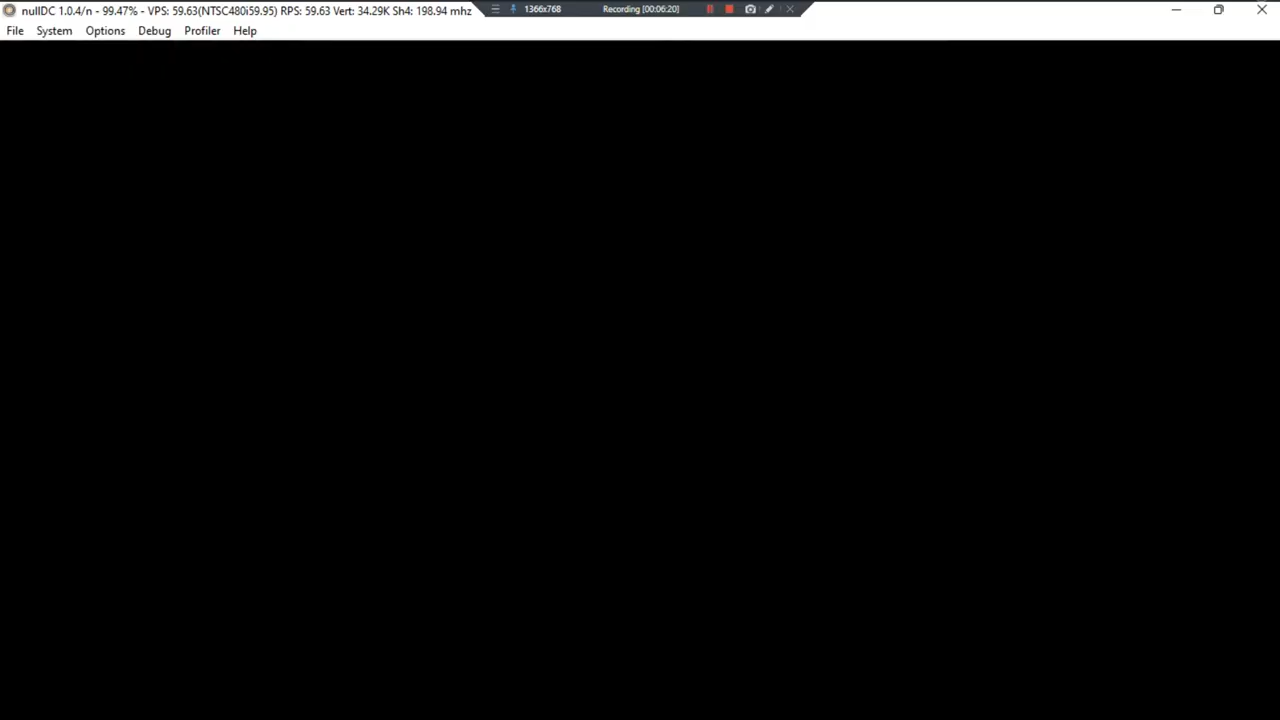 nullDC 1.0.4/n - 99.47% - VPS: 59.63(NTSC480i59.95) RPS: 59.63 Vert: 34.29K Sh4: 198.94 mhz
1366x768 Recording [00:06:20]
File System Options Debug Profiler Help